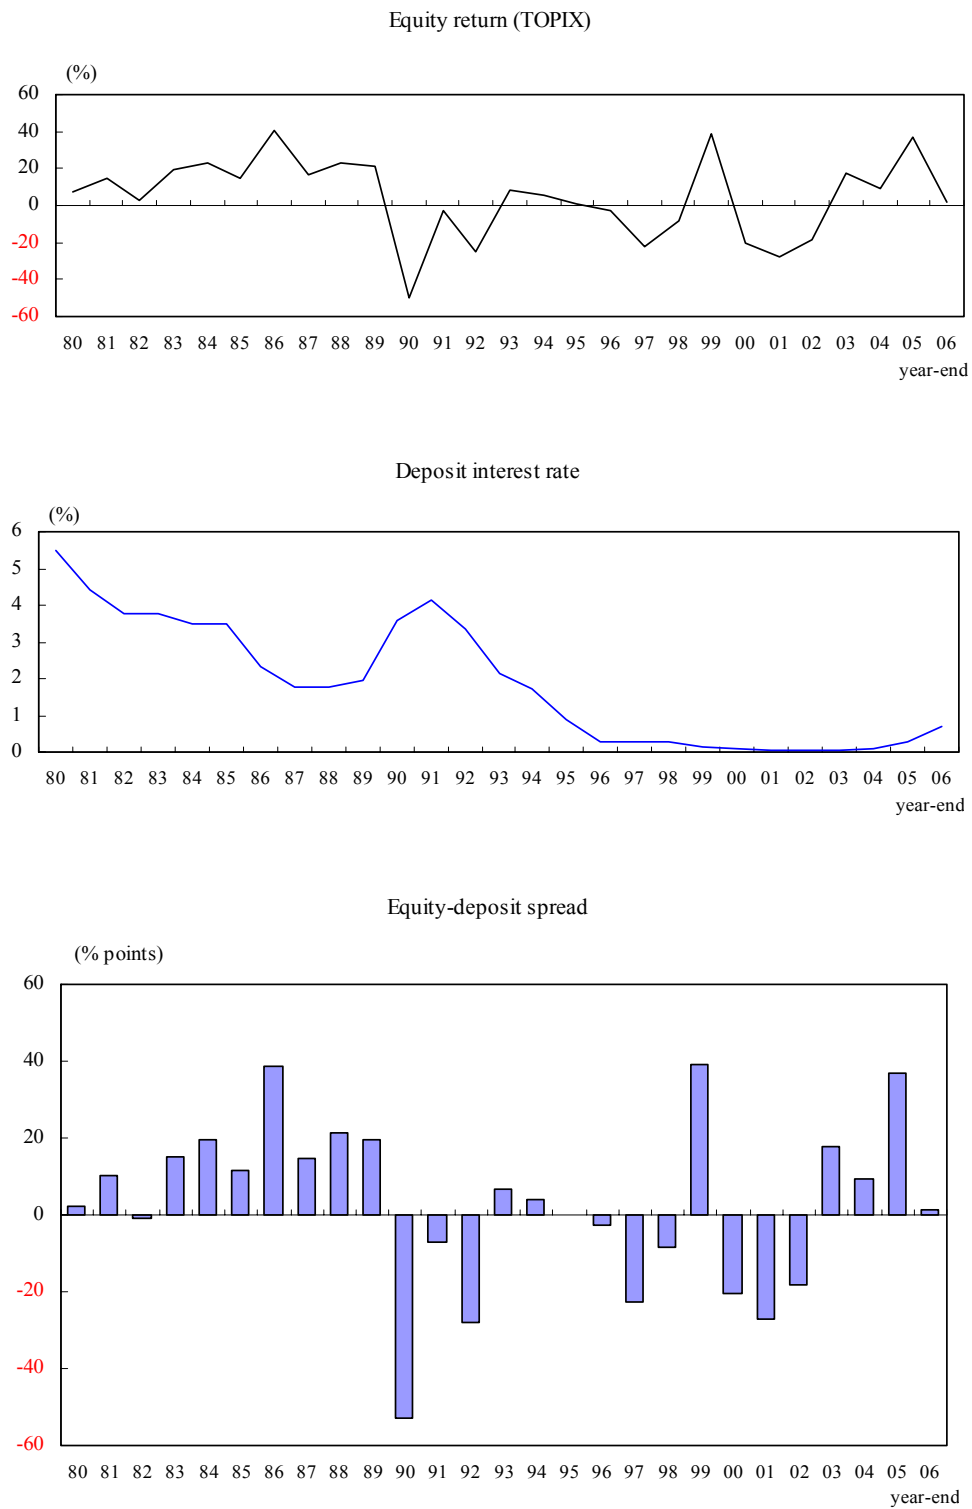 Equity return (TOPIX)
(%)
60
40
20
0
-20
-40
-60
80 81 82 83 84 85 86 87 88 89 90 91 92 93 94 95 96 97 98 99 00 01 02 03 04 05 06
year-end
Deposit interest rate
(%)
6
5
4
3
2
1
0
80 81 82 83 84 85 86 87 88 89 90 91 92 93 94 95 96 97 98 99 00 01 02 03 04 05 06
year-end
Equity-deposit spread
(% points)
60
40
20
0
-20
-40
-60
80 81 82 83 84 85 86 87 88 89 90 91 92 93 94 95 96 97 98 99 00 01 02 03 04 05 06
year-end